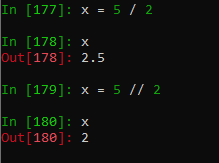 In [177]: x = 5 / 2
In [178]: x
Out[178]: 2.5
In [179]: x = 5 // 2
In [180]: x
Out[180]: 2